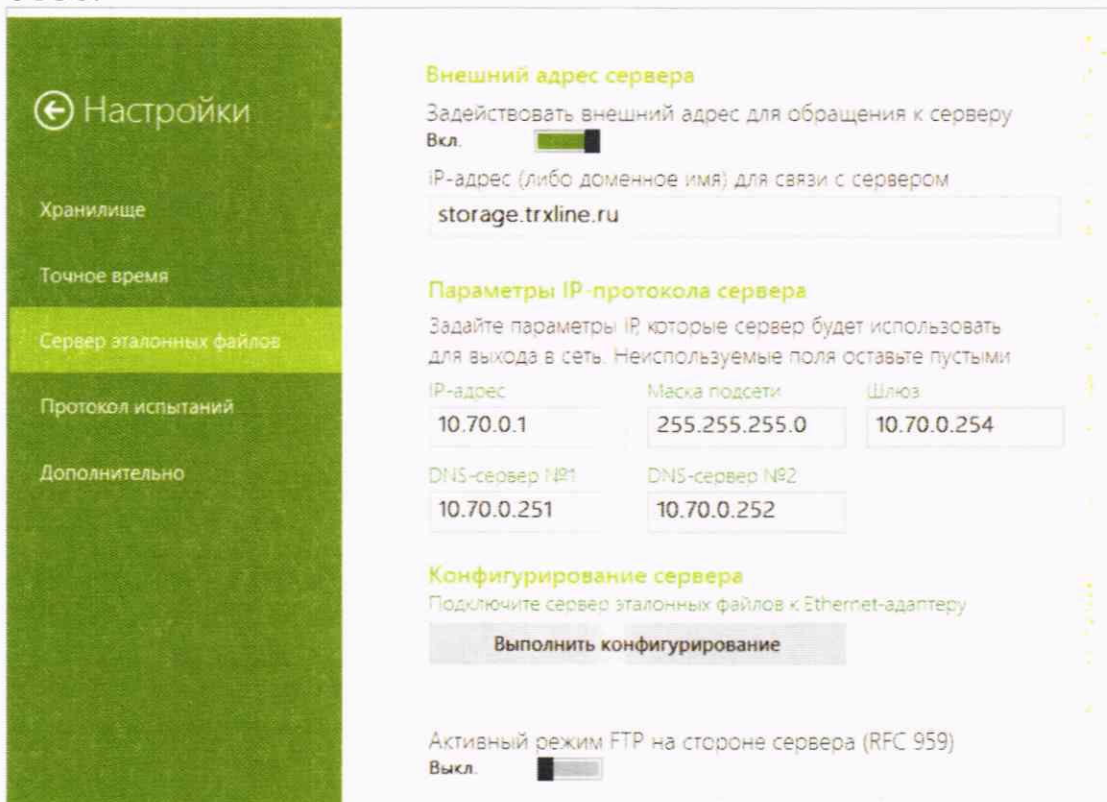 Настройки
Хранилище
Точное время
Сервер эталонных файлов
Протокол испытаний
Дополнительно
Внешний адрес сервера
Задействовать внешний адрес для обращения к серверу
Вкл.
IP-адрес (либо доменное имя) для связи с сервером
storage.trxline.ru
Параметры IP-протокола сервера
Задайте параметры IP, которые сервер будет использовать
для выхода в сеть. Неиспользуемые поля оставьте пустыми
IP-адрес Маска подсети Шлюз
10.70.0.1 255.255.255.0 10.70.0.254
DNS-сервер №1 DNS-сервер №2
10.70.0.251 10.70.0.252
Конфигурирование сервера
Подключите сервер эталонных файлов к Ethernet-адаптеру
Выполнить конфигурирование
Активный режим FTP на стороне сервера (RFC 959)
Выкл.